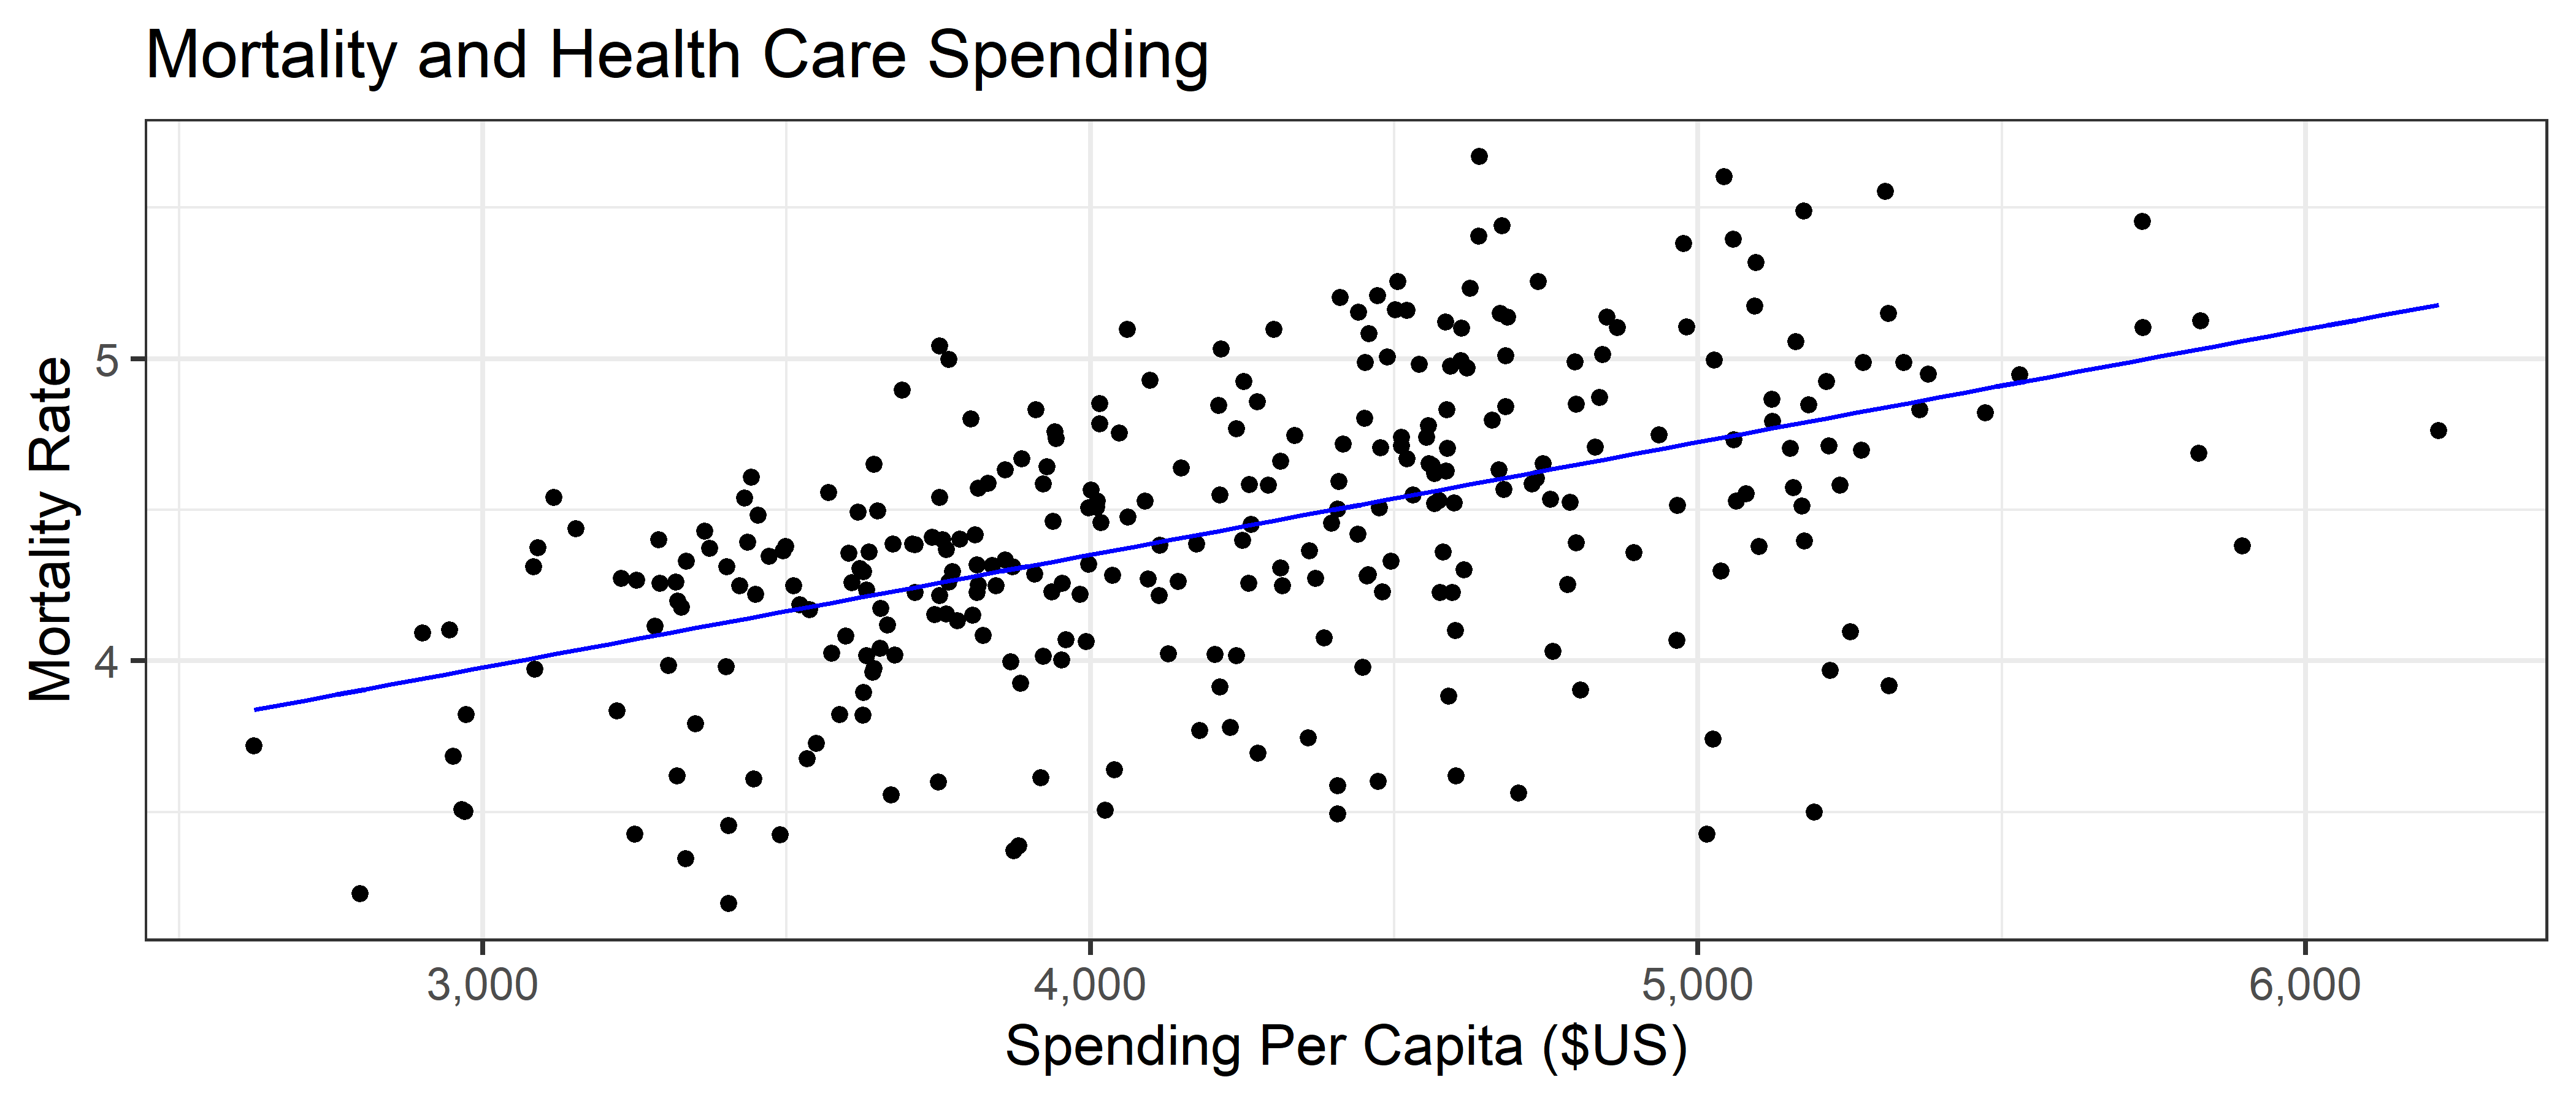 Mortality and Health Care Spending
Mortality Rate
5
4
3,000
4,000
5,000
6,000
Spending Per Capita ($US)